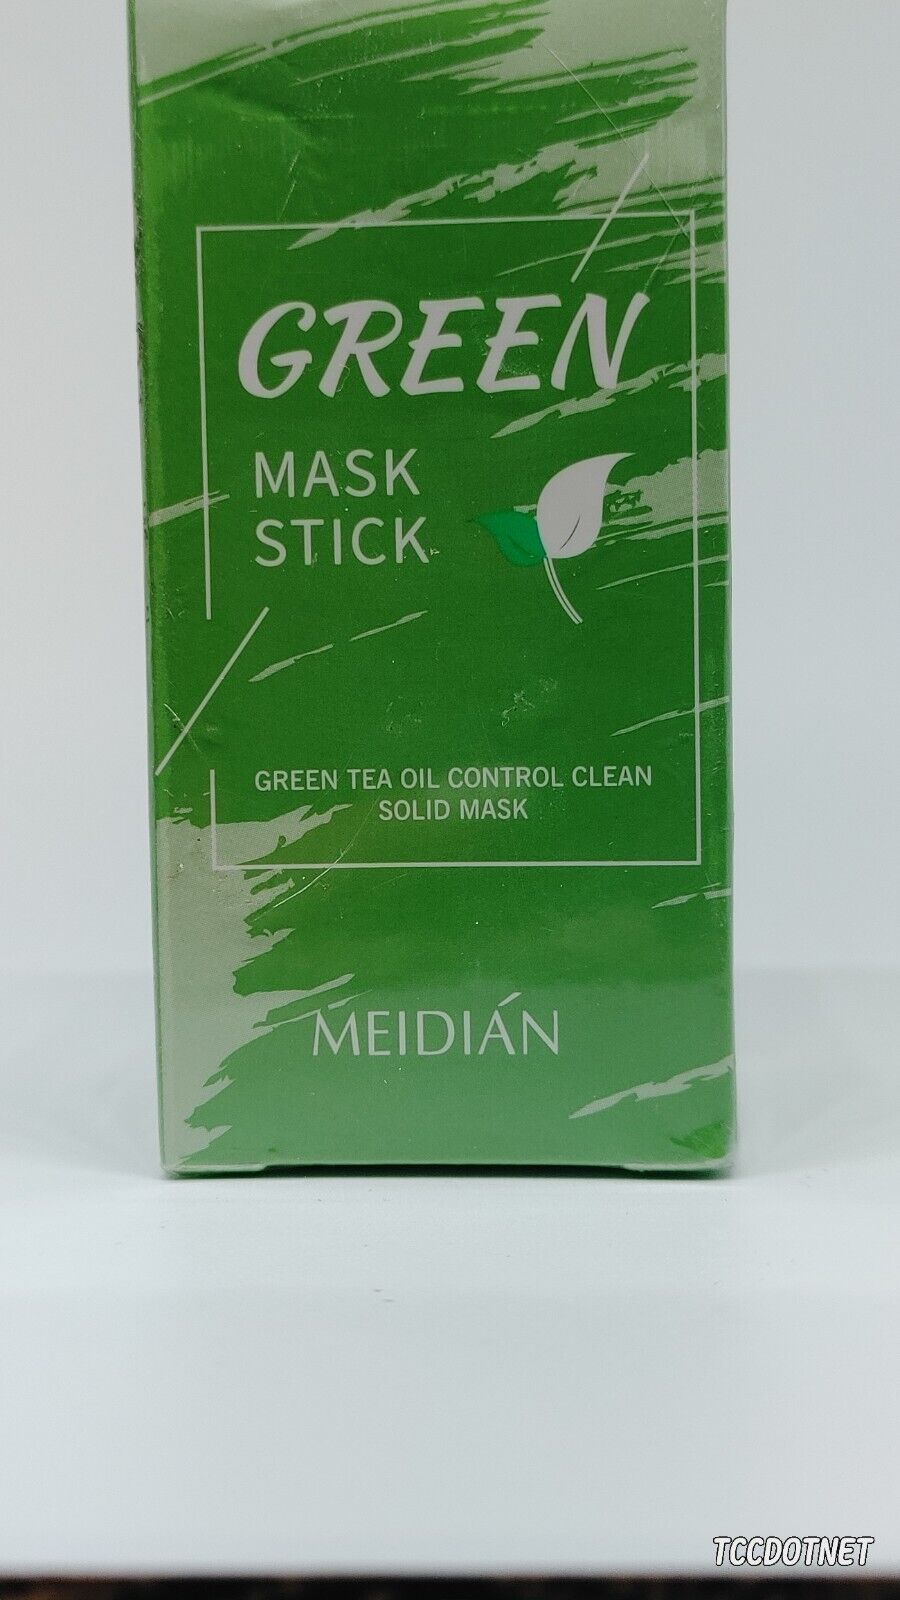 GREEN
MASK
STICK
GREEN TEA OIL CONTROL CLEAN
SOLID MASK
MEIDIÁN
TCCDOTNET